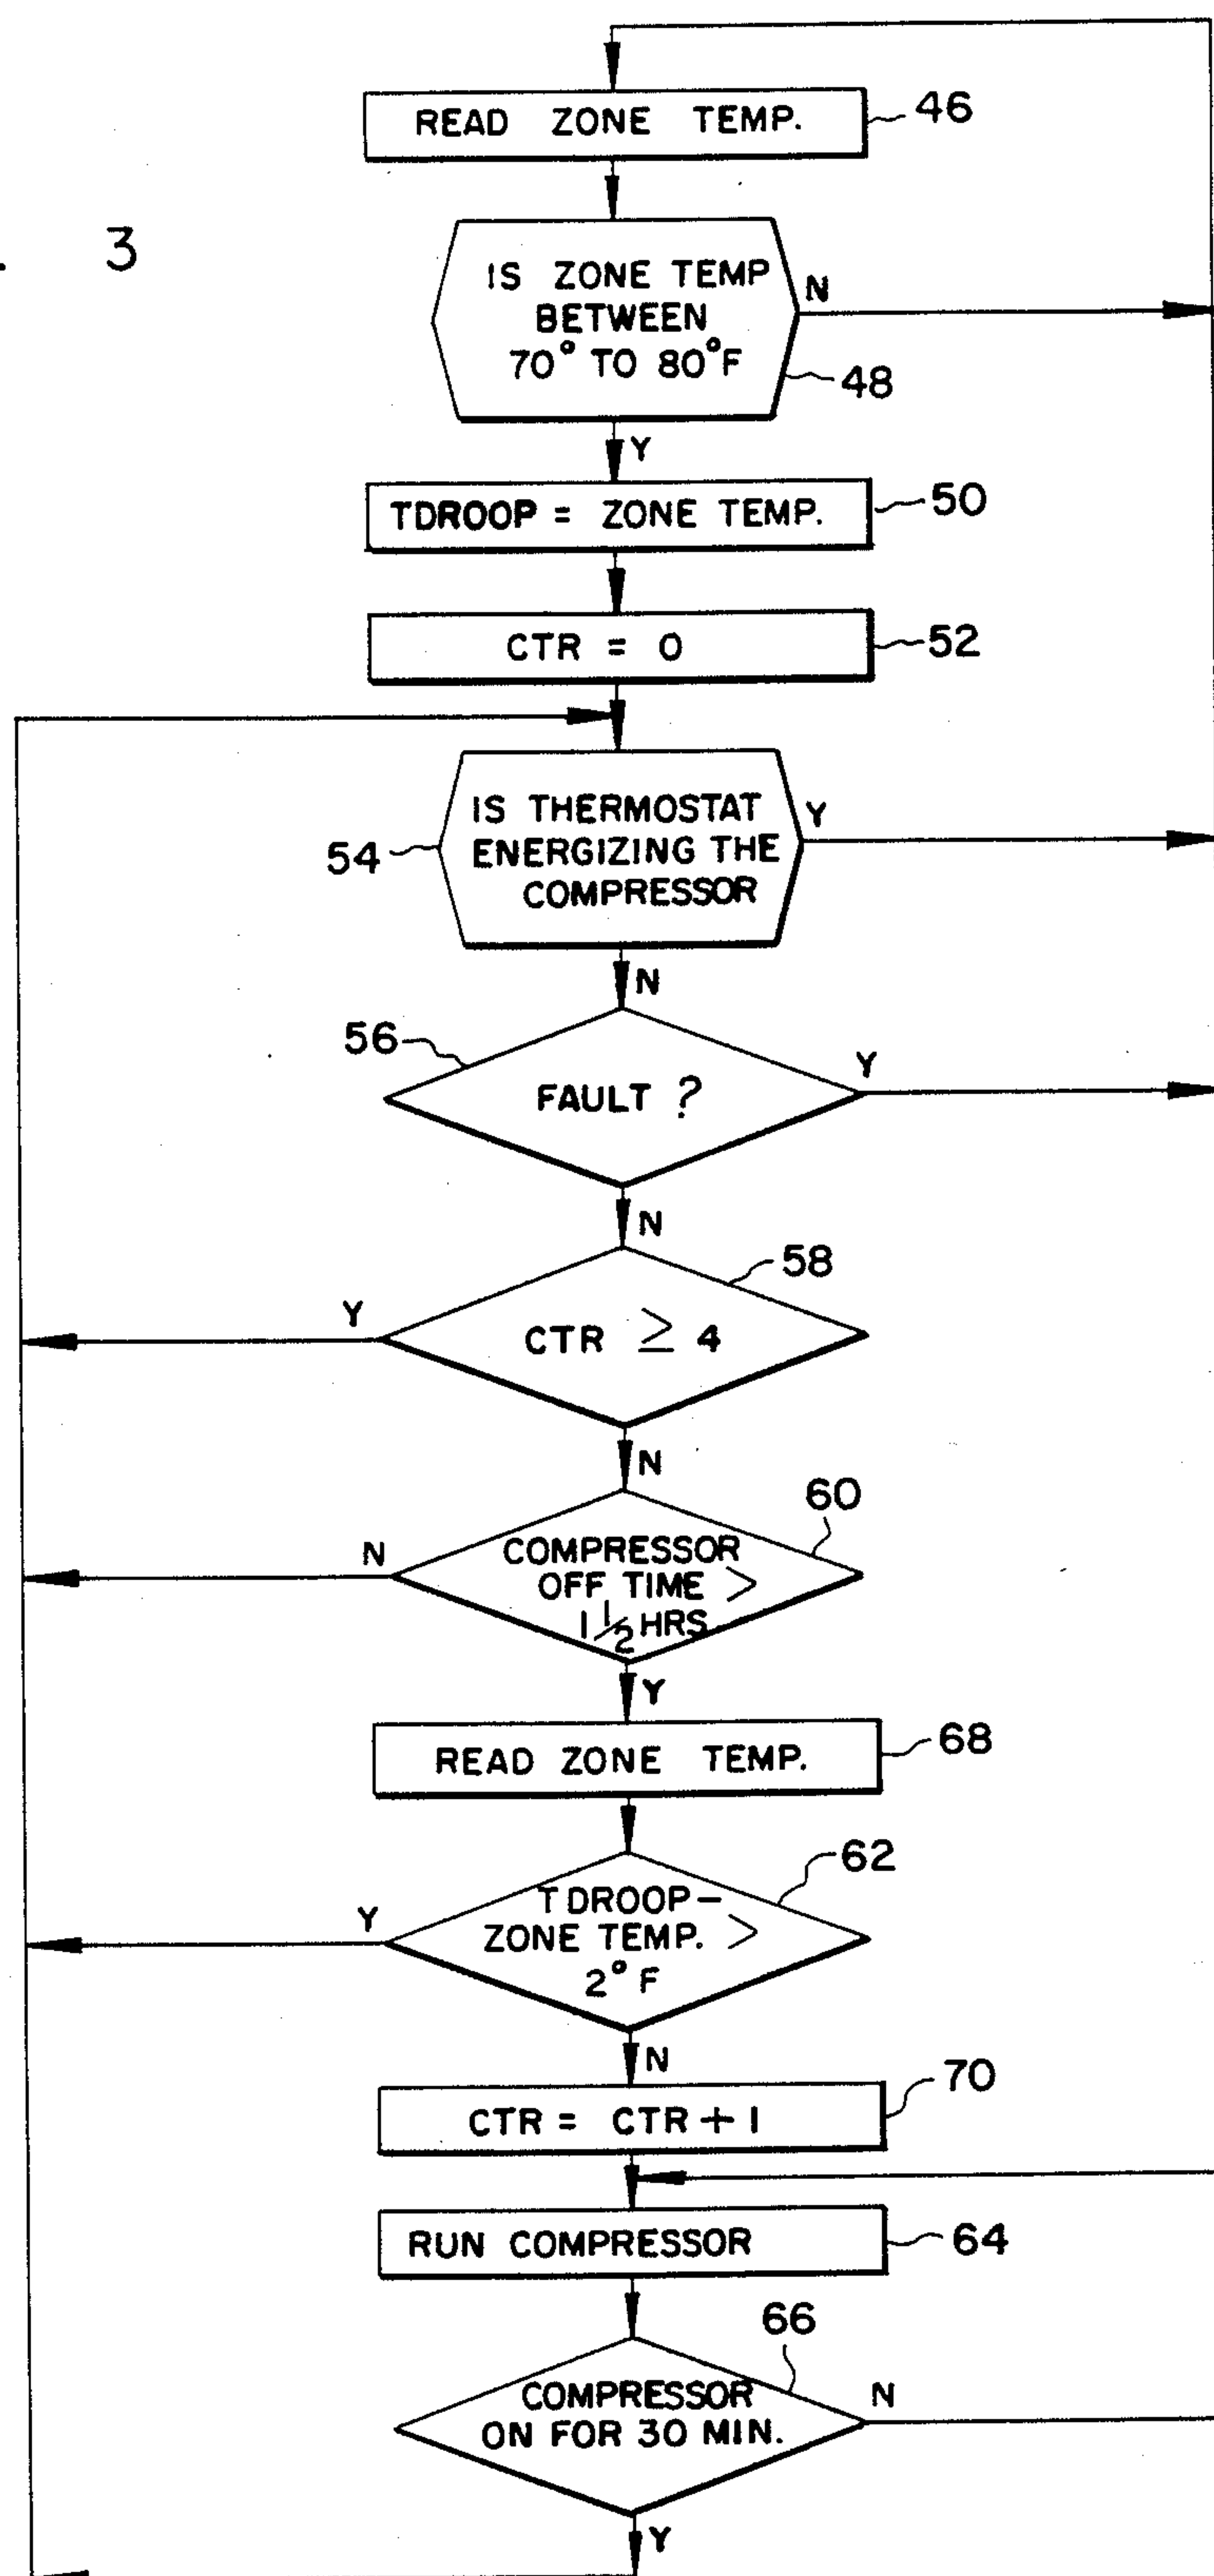 READ ZONE TEMP.
46
. 3
IS ZONE TEMP
BETWEEN
70° TO 80°F
N
48
Y
TDROOP = ZONE TEMP.
50
CTR = 0
52
IS THERMOSTAT
ENERGIZING THE
COMPRESSOR
Y
54
N
56
FAULT ?
Y
N
58
Y
CTR ≥ 4
N
60
N
COMPRESSOR
OFF TIME >
1 1/2 HRS
Y
READ ZONE TEMP.
68
62
Y
T DROOP -
ZONE TEMP. >
2° F
N
70
CTR = CTR + 1
RUN COMPRESSOR
64
66
COMPRESSOR
ON FOR 30 MIN.
N
Y